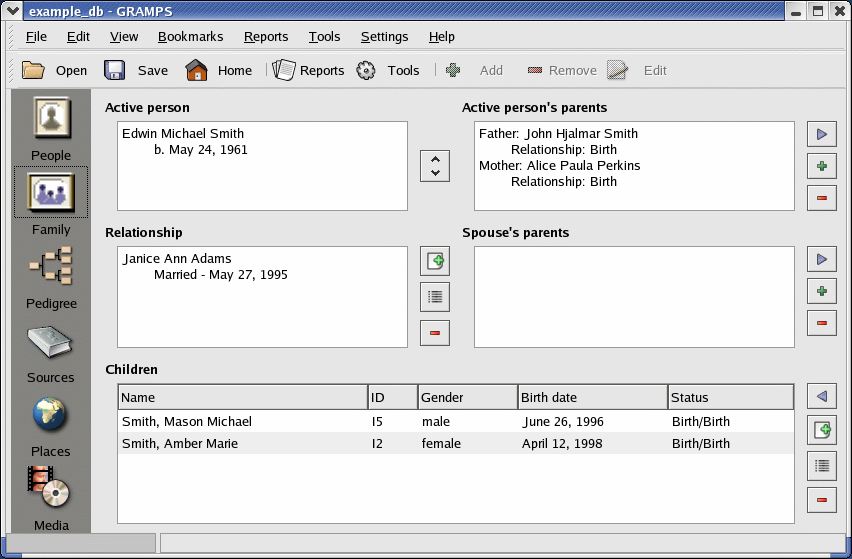 example_db - GRAMPS
File Edit View Bookmarks Reports Tools Settings Help
Open Save Home Reports Tools Add Remove Edit
People
Family
Pedigree
Sources
Places
Media
Active person
Edwin Michael Smith
b. May 24, 1961
Active person's parents
Father: John Hjalmar Smith
Relationship: Birth
Mother: Alice Paula Perkins
Relationship: Birth
Relationship
Janice Ann Adams
Married - May 27, 1995
Spouse's parents
Children
Name ID Gender Birth date Status
Smith, Mason Michael I5 male June 26, 1996 Birth/Birth
Smith, Amber Marie I2 female April 12, 1998 Birth/Birth